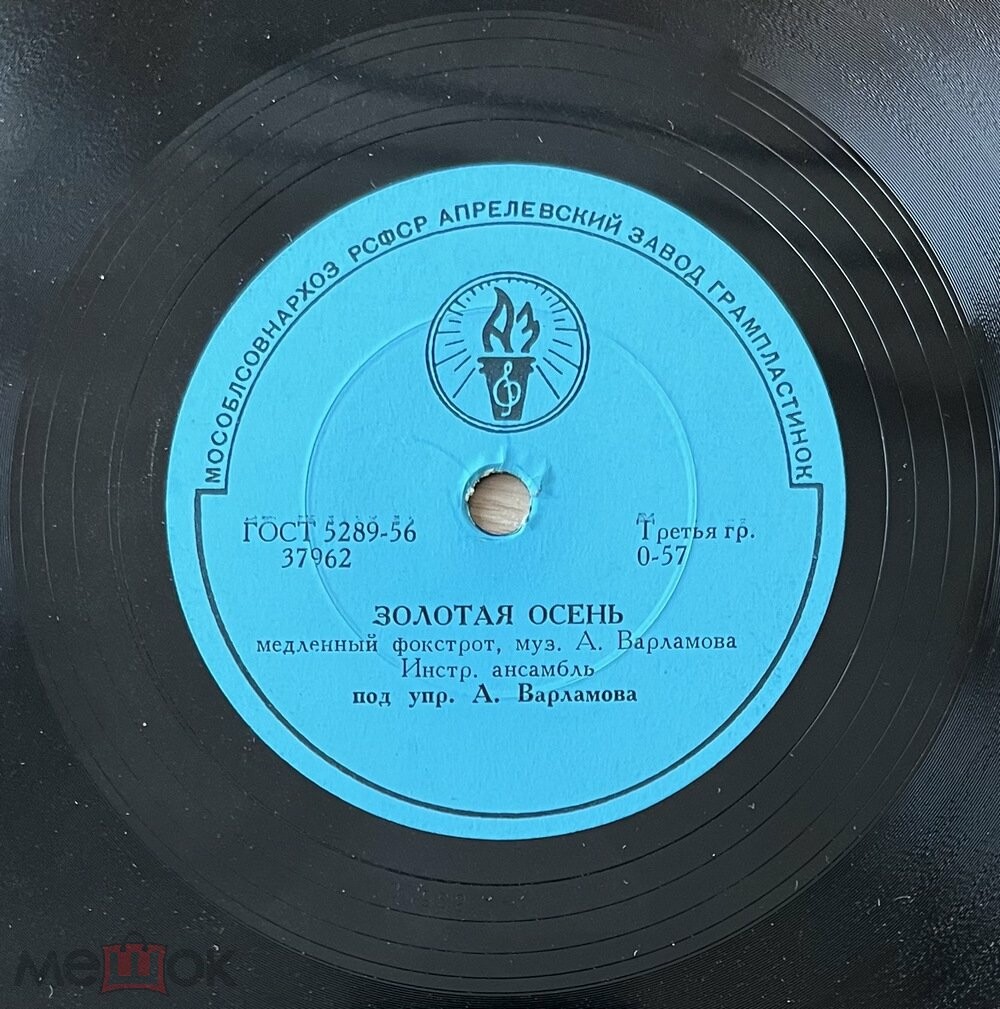 МОСОБЛСОВНАРХОЗ РСФСР АПРЕЛЕВСКИЙ ЗАВОД ГРАМПЛАСТИНОК
АЗ
ГОСТ 5289-56
37962
Третья гр.
0-57
ЗОЛОТАЯ ОСЕНЬ
медленный фокстрот, муз. А. Варламова
Инстр. ансамбль
под упр. А. Варламова
мешок